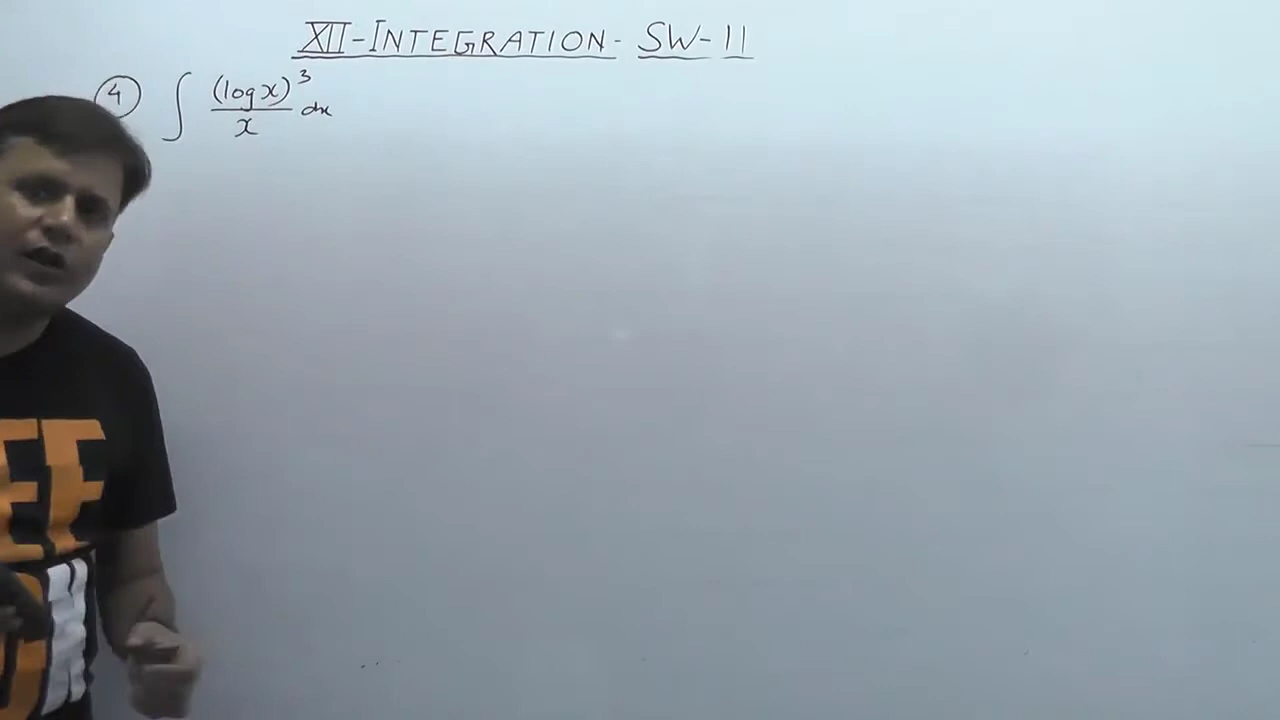 XII-INTEGRATION- SW-11
④ ∫ (log x)³/x dx